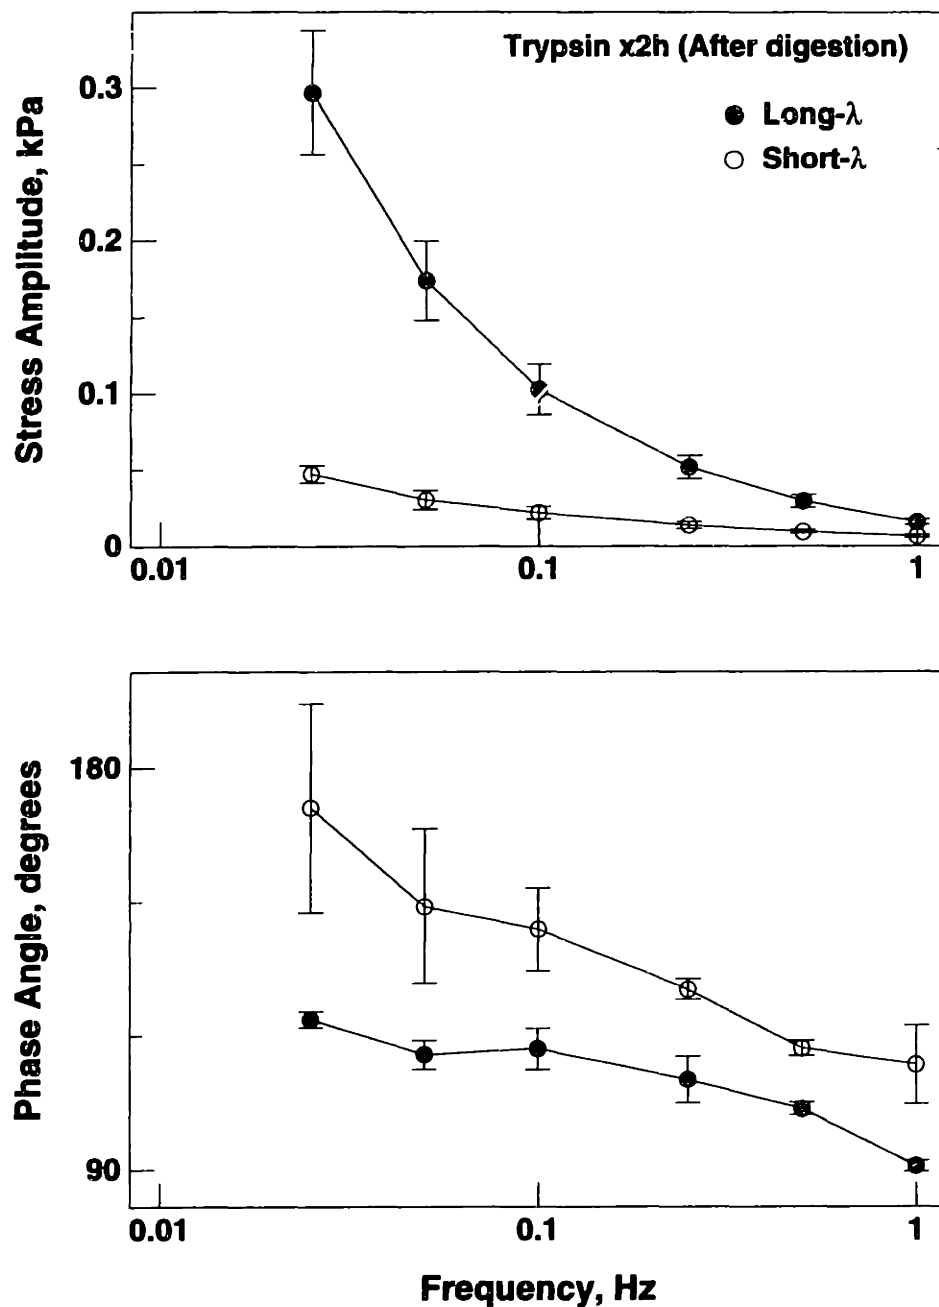 Trypsin x2h (After digestion)
Long-λ
Short-λ
Stress Amplitude, kPa
0.3
0.2
0.1
0
0.01
0.1
1
Phase Angle, degrees
180
90
0.01
0.1
1
Frequency, Hz